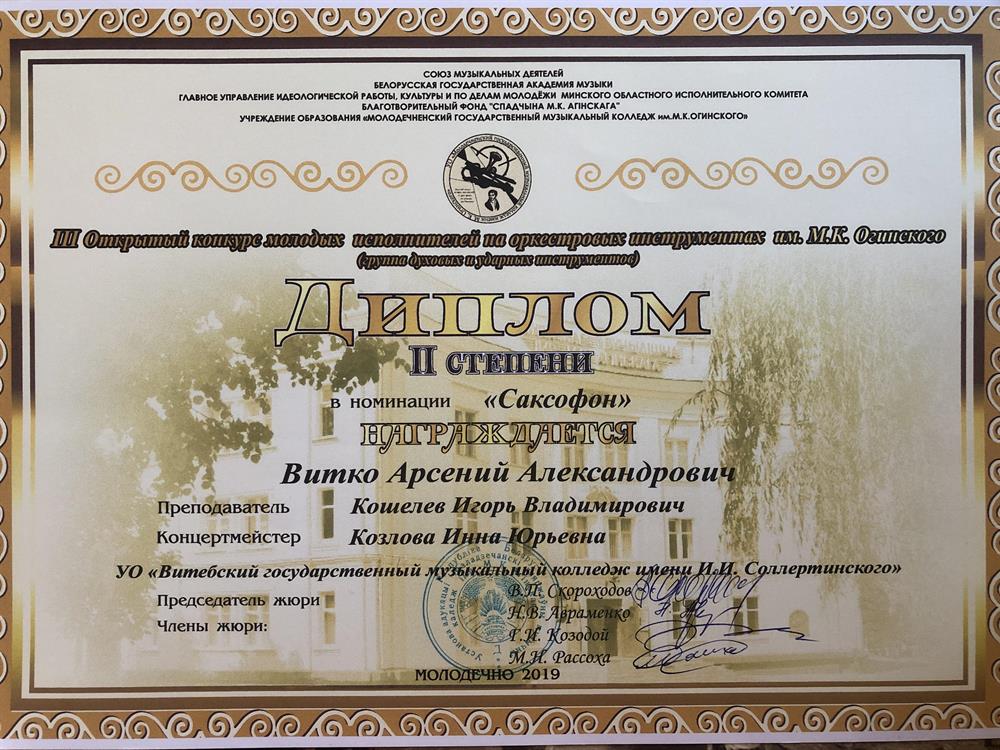 СОЮЗ МУЗЫКАЛЬНЫХ ДЕЯТЕЛЕЙ
БЕЛОРУССКАЯ ГОСУДАРСТВЕННАЯ АКАДЕМИЯ МУЗЫКИ
ГЛАВНОЕ УПРАВЛЕНИЕ ИДЕОЛОГИЧЕСКОЙ РАБОТЫ, КУЛЬТУРЫ И ПО ДЕЛАМ МОЛОДЁЖИ МИНСКОГО ОБЛАСТНОГО ИСПОЛНИТЕЛЬНОГО КОМИТЕТА
БЛАГОТВОРИТЕЛЬНЫЙ ФОНД "СПАДЧЫНА М.К. АГІНСКАГА"
УЧРЕЖДЕНИЕ ОБРАЗОВАНИЯ «МОЛОДЕЧНЕНСКИЙ ГОСУДАРСТВЕННЫЙ МУЗЫКАЛЬНЫЙ КОЛЛЕДЖ им.М.К.ОГИНСКОГО»
III Открытый конкурс молодых исполнителей на оркестровых инструментах им. М.К. Огинского
(группа духовых и ударных инструментов)
Диплом
II степени
в номинации «Саксофон»
НАГРАЖДАЕТСЯ
Витко Арсений Александрович
Преподаватель Кошелев Игорь Владимирович
Концертмейстер Козлова Инна Юрьевна
УО «Витебский государственный музыкальный колледж имени И.И. Соллертинского»
Председатель жюри В.П. Скороходов
Члены жюри: Н.В. Авраменко
Г.И. Козодой
М.Н. Рассоха
МОЛОДЕЧНО 2019